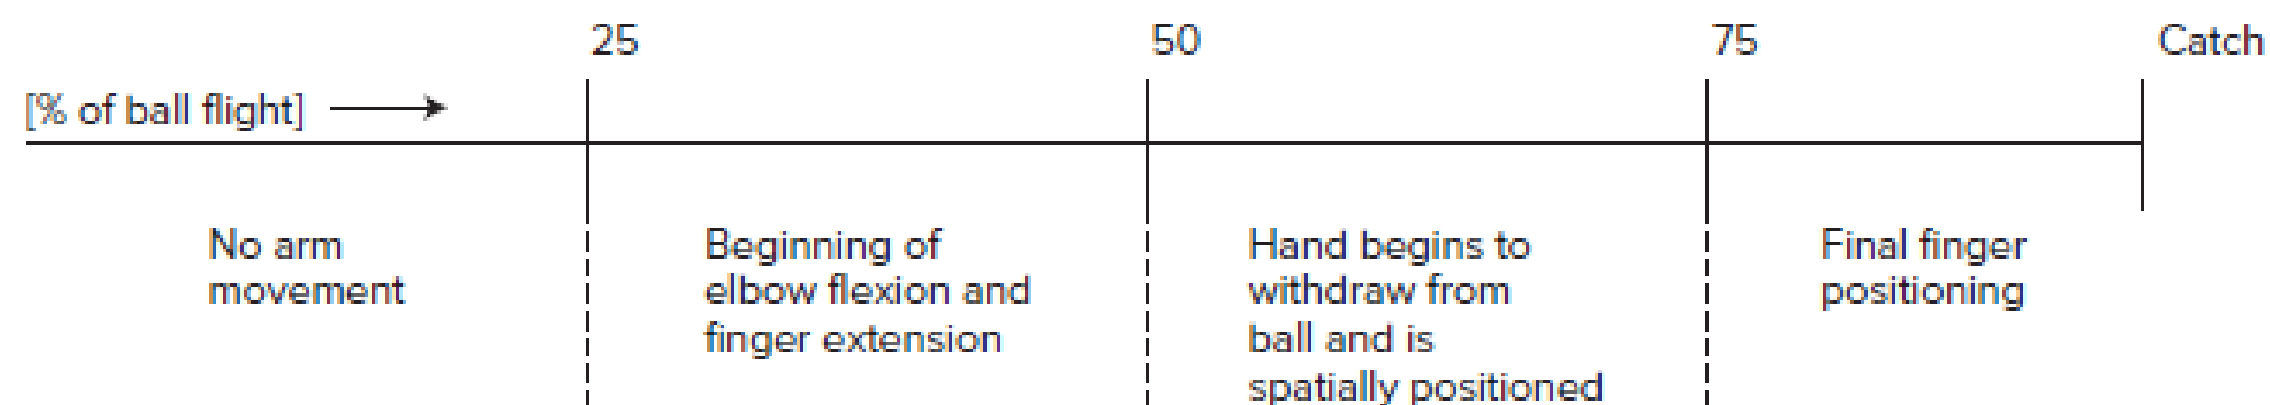 25 50 75 Catch
[% of ball flight]
No arm
movement
Beginning of
elbow flexion and
finger extension
Hand begins to
withdraw from
ball and is
spatially positioned
Final finger
positioning